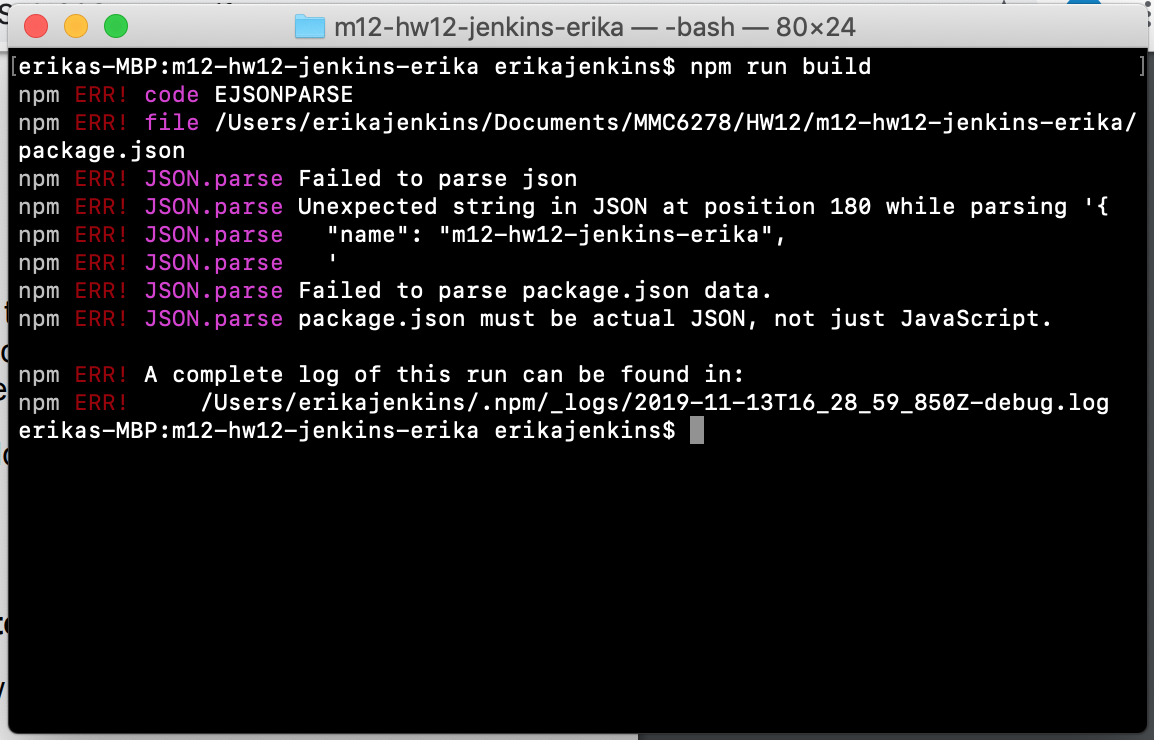 m12-hw12-jenkins-erika — -bash — 80×24
[erikas-MBP:m12-hw12-jenkins-erika erikajenkins$ npm run build ]
npm ERR! code EJSONPARSE
npm ERR! file /Users/erikajenkins/Documents/MMC6278/HW12/m12-hw12-jenkins-erika/
package.json
npm ERR! JSON.parse Failed to parse json
npm ERR! JSON.parse Unexpected string in JSON at position 180 while parsing '{
npm ERR! JSON.parse   "name": "m12-hw12-jenkins-erika",
npm ERR! JSON.parse   '
npm ERR! JSON.parse Failed to parse package.json data.
npm ERR! JSON.parse package.json must be actual JSON, not just JavaScript.
npm ERR! A complete log of this run can be found in:
npm ERR!     /Users/erikajenkins/.npm/_logs/2019-11-13T16_28_59_850Z-debug.log
erikas-MBP:m12-hw12-jenkins-erika erikajenkins$